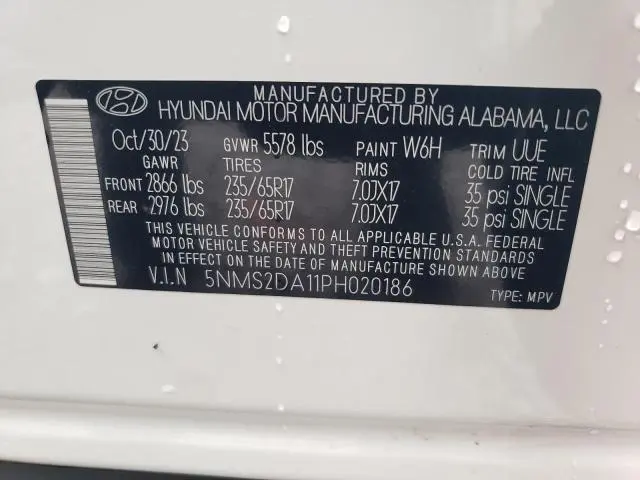 MANUFACTURED BY
HYUNDAI MOTOR MANUFACTURING ALABAMA, LLC
Oct/30/23 GVWR 5578 lbs PAINT W6H TRIM UUE
GAWR TIRES RIMS COLD TIRE INFL
FRONT 2866 lbs 235/65R17 7.0JX17 35 psi SINGLE
REAR 2976 lbs 235/65R17 7.0JX17 35 psi SINGLE
THIS VEHICLE CONFORMS TO ALL APPLICABLE U.S.A. FEDERAL
MOTOR VEHICLE SAFETY AND THEFT PREVENTION STANDARDS
IN EFFECT ON THE DATE OF MANUFACTURE SHOWN ABOVE
V.I.N 5NMS2DA11PH020186 TYPE: MPV